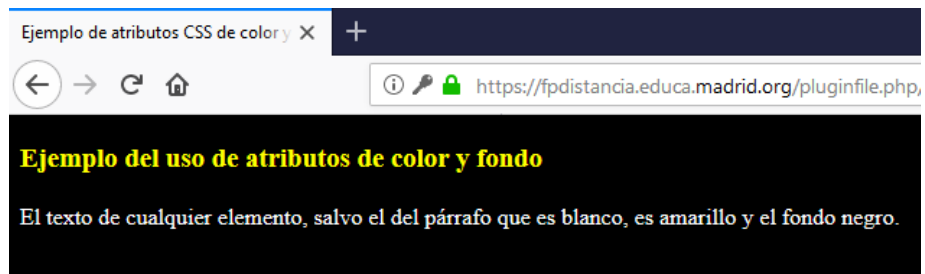 Ejemplo de atributos CSS de color y
https://fpdistancia.educa.madrid.org/pluginfile.php,
Ejemplo del uso de atributos de color y fondo
El texto de cualquier elemento, salvo el del párrafo que es blanco, es amarillo y el fondo negro.